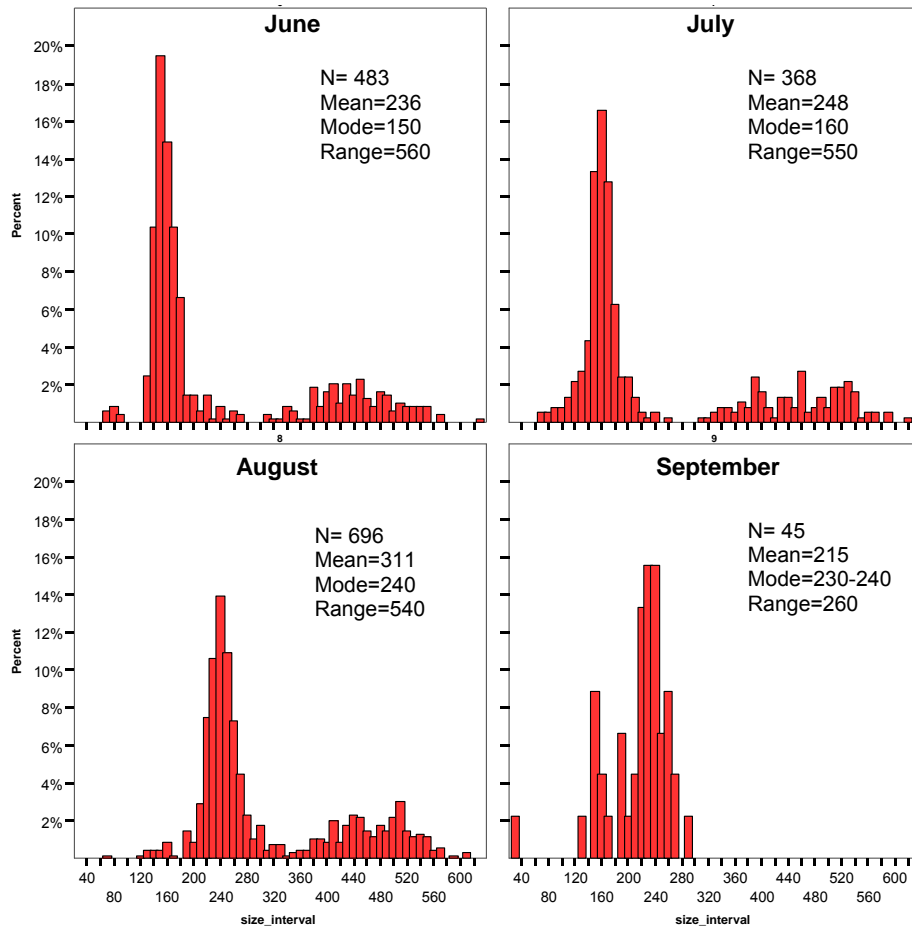 June
July
20%
18%
16%
14%
12%
10%
8%
6%
4%
2%
Percent
N= 483
Mean=236
Mode=150
Range=560
N= 368
Mean=248
Mode=160
Range=550
8
9
August
September
20%
18%
16%
14%
12%
10%
8%
6%
4%
2%
Percent
N= 696
Mean=311
Mode=240
Range=540
N= 45
Mean=215
Mode=230-240
Range=260
40 120 200 280 360 440 520 600
80 160 240 320 400 480 560
size_interval
40 120 200 280 360 440 520 600
80 160 240 320 400 480 560
size_interval